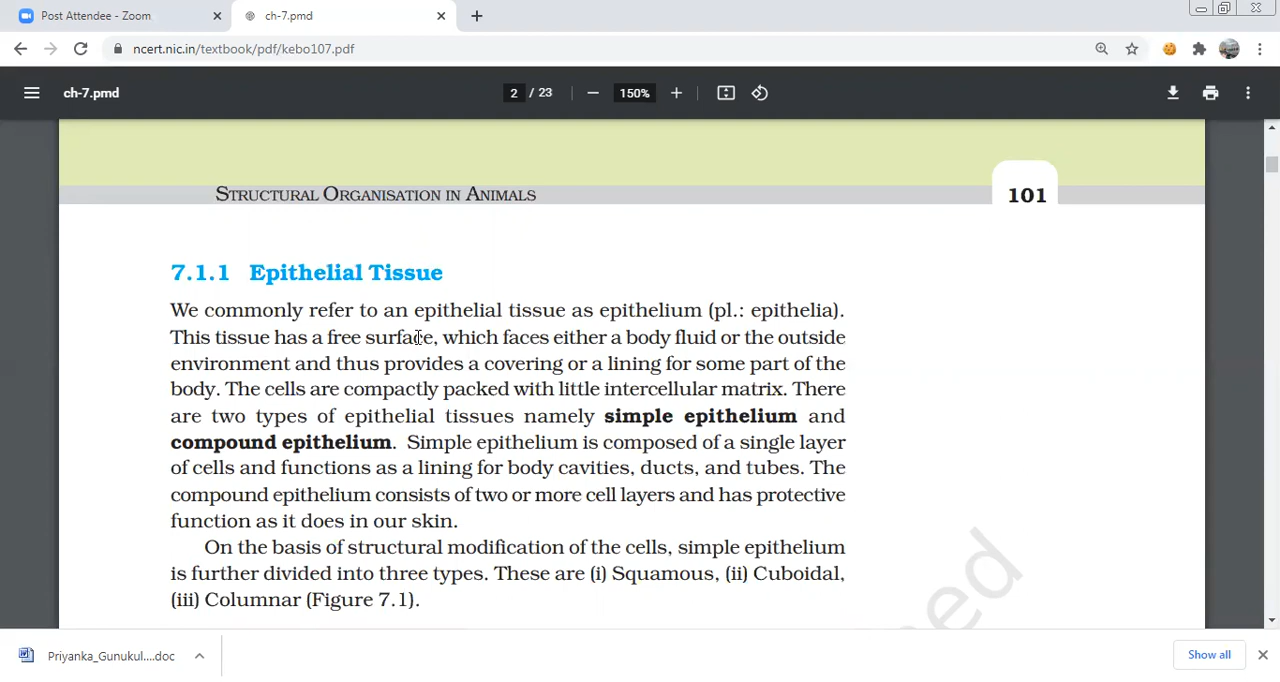 Post Attendee - Zoom
ch-7.pmd
ncert.nic.in/textbook/pdf/kebo107.pdf
ch-7.pmd
2 / 23
150%
STRUCTURAL ORGANISATION IN ANIMALS
101
7.1.1 Epithelial Tissue
We commonly refer to an epithelial tissue as epithelium (pl.: epithelia).
This tissue has a free surface, which faces either a body fluid or the outside
environment and thus provides a covering or a lining for some part of the
body. The cells are compactly packed with little intercellular matrix. There
are two types of epithelial tissues namely simple epithelium and
compound epithelium. Simple epithelium is composed of a single layer
of cells and functions as a lining for body cavities, ducts, and tubes. The
compound epithelium consists of two or more cell layers and has protective
function as it does in our skin.
On the basis of structural modification of the cells, simple epithelium
is further divided into three types. These are (i) Squamous, (ii) Cuboidal,
(iii) Columnar (Figure 7.1).
Priyanka_Gunukul....doc
Show all